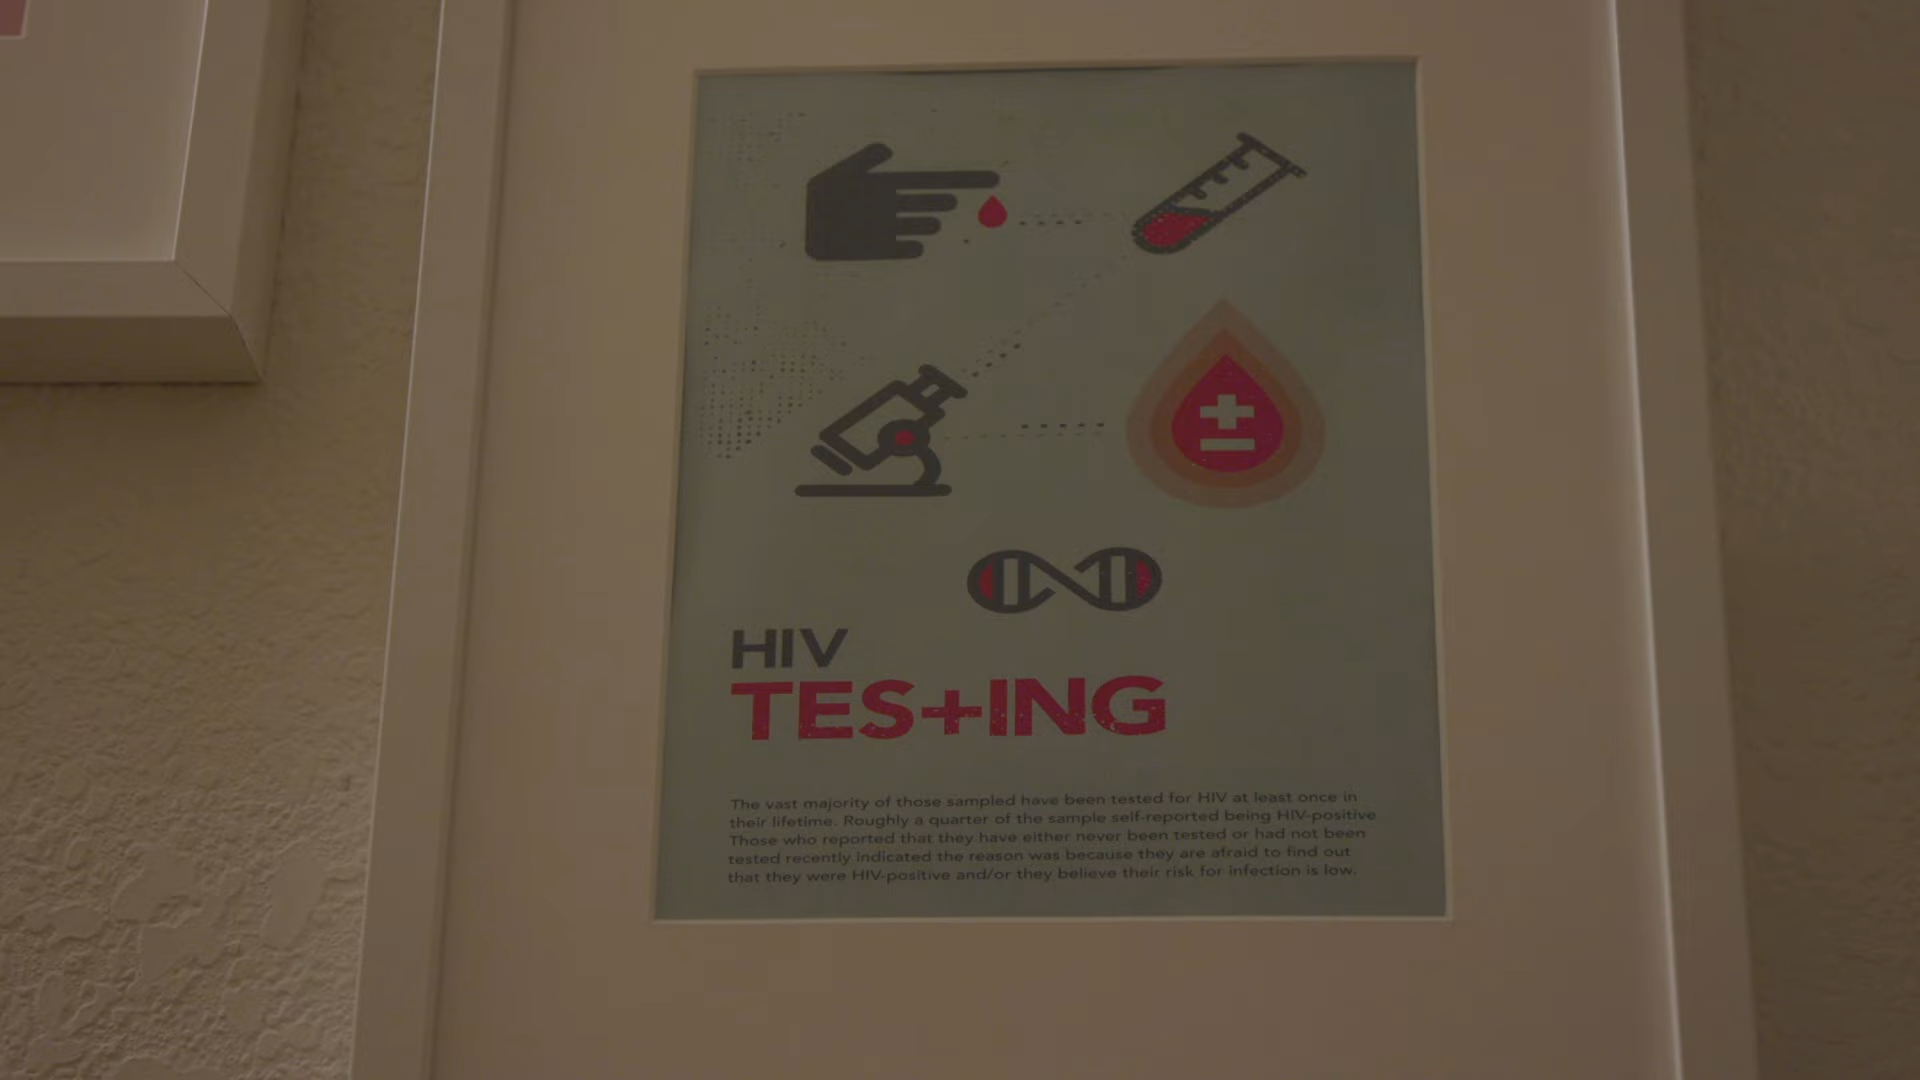 HIV
TES+ING
The vast majority of those sampled have been tested for HIV at least once in
their lifetime. Roughly a quarter of the sample self-reported being HIV-positive
Those who reported that they have either never been tested or had not been
tested recently indicated the reason was because they are afraid to find out
that they were HIV-positive and/or they believe their risk for infection is low.